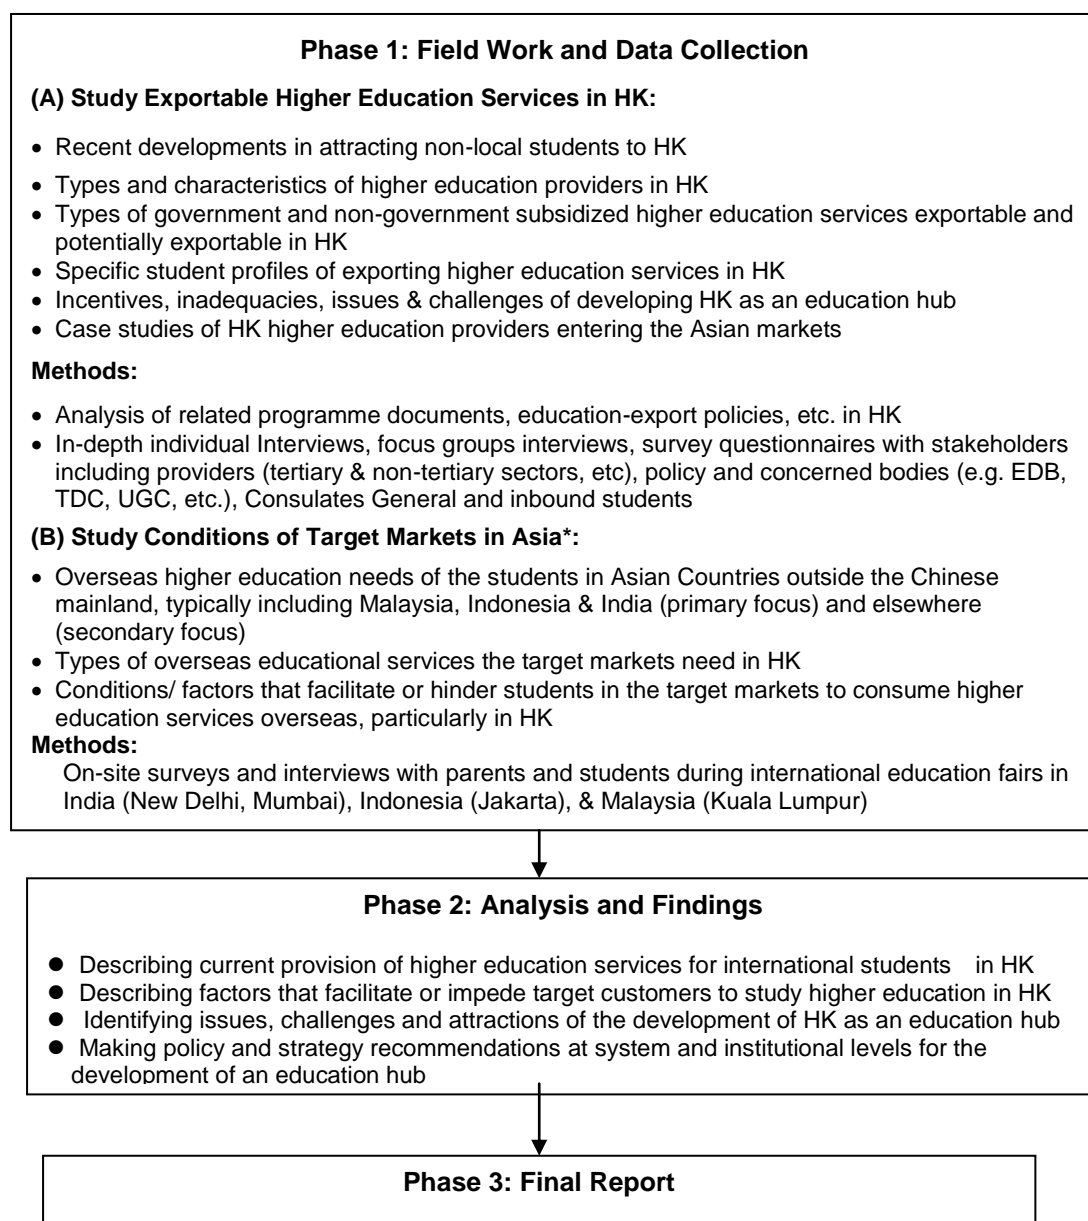 Phase 1: Field Work and Data Collection
(A) Study Exportable Higher Education Services in HK:
• Recent developments in attracting non-local students to HK
• Types and characteristics of higher education providers in HK
• Types of government and non-government subsidized higher education services exportable and
potentially exportable in HK
• Specific student profiles of exporting higher education services in HK
• Incentives, inadequacies, issues & challenges of developing HK as an education hub
• Case studies of HK higher education providers entering the Asian markets
Methods:
• Analysis of related programme documents, education-export policies, etc. in HK
• In-depth individual Interviews, focus groups interviews, survey questionnaires with stakeholders
including providers (tertiary & non-tertiary sectors, etc), policy and concerned bodies (e.g. EDB,
TDC, UGC, etc.), Consulates General and inbound students
(B) Study Conditions of Target Markets in Asia*:
• Overseas higher education needs of the students in Asian Countries outside the Chinese
mainland, typically including Malaysia, Indonesia & India (primary focus) and elsewhere
(secondary focus)
• Types of overseas educational services the target markets need in HK
• Conditions/ factors that facilitate or hinder students in the target markets to consume higher
education services overseas, particularly in HK
Methods:
On-site surveys and interviews with parents and students during international education fairs in
India (New Delhi, Mumbai), Indonesia (Jakarta), & Malaysia (Kuala Lumpur)
Phase 2: Analysis and Findings
● Describing current provision of higher education services for international students in HK
● Describing factors that facilitate or impede target customers to study higher education in HK
● Identifying issues, challenges and attractions of the development of HK as an education hub
● Making policy and strategy recommendations at system and institutional levels for the
development of an education hub
Phase 3: Final Report